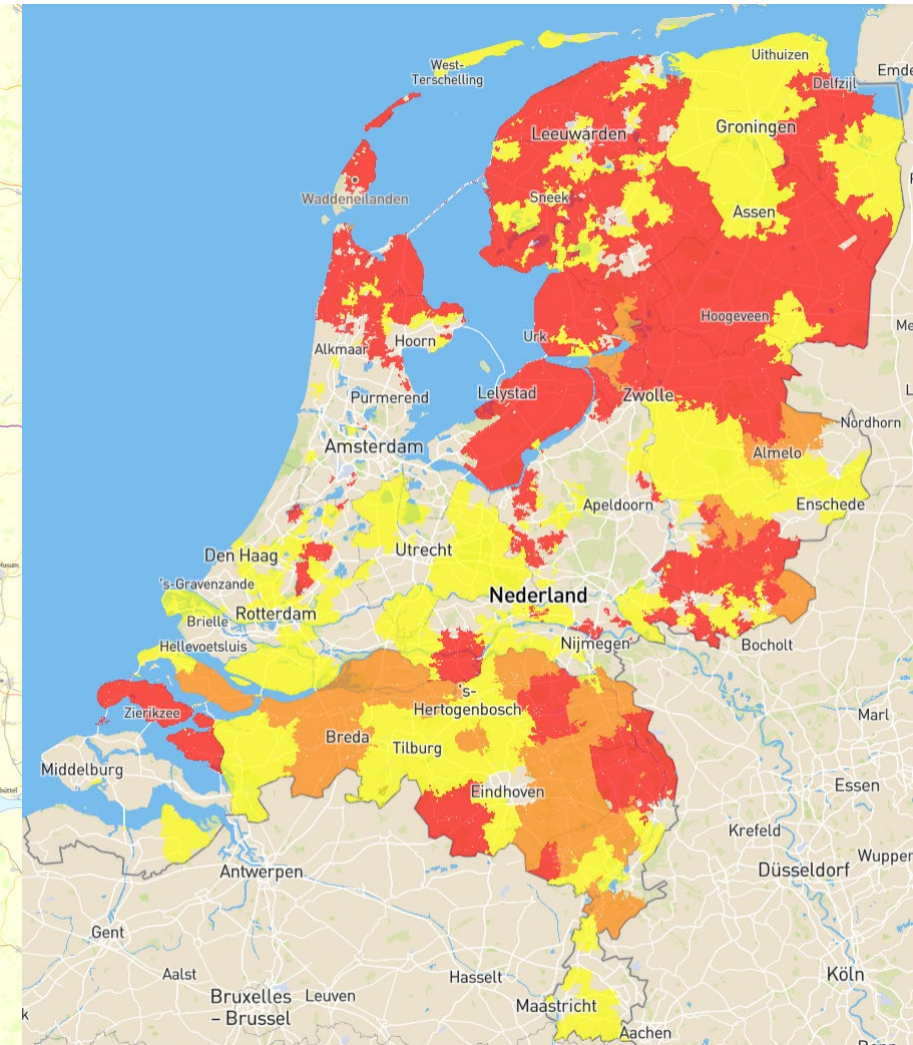 Uithuizen
West-
Terschelling
Delfzijl
Emde
Leeuwarden
Groningen
Waddeneilanden
Sneek
Assen
Hoogeveen
Me
Urk
Alkmaar
Hoorn
Lelystad
Zwolle
Purmerend
Nordhorn
Amsterdam
Almelo
Apeldoorn
Enschede
Den Haag
Utrecht
's-Gravenzande
Nederland
Rotterdam
Brielle
Hellevoetsluis
Nijmegen
Bocholt
's-
Hertogenbosch
Zierikzee
Marl
Breda
Tilburg
Middelburg
Eindhoven
Essen
Krefeld
Wupper
Düsseldorf
Antwerpen
Gent
Aalst
Hasselt
Köln
Bruxelles
– Brussel
Leuven
Maastricht
Aachen
k